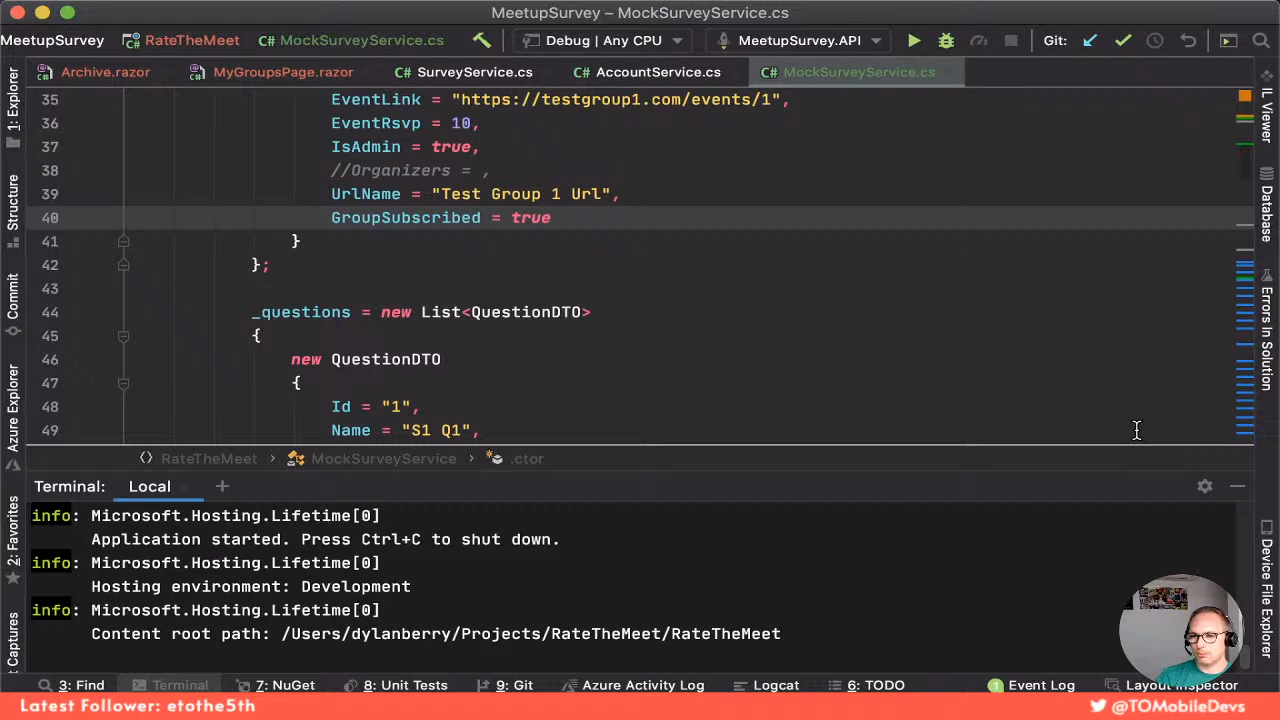 MeetupSurvey – MockSurveyService.cs
MeetupSurvey RateTheMeet MockSurveyService.cs Debug | Any CPU MeetupSurvey.API Git:
Archive.razor MyGroupsPage.razor C# SurveyService.cs C# AccountService.cs C# MockSurveyService.cs
35 EventLink = "https://testgroup1.com/events/1",
36 EventRsvp = 10,
37 IsAdmin = true,
38 //Organizers = ,
39 UrlName = "Test Group 1 Url",
40 GroupSubscribed = true
41 }
42 };
43
44 _questions = new List<QuestionDTO>
45 {
46 new QuestionDTO
47 {
48 Id = "1",
49 Name = "S1 Q1",
RateTheMeet > MockSurveyService > .ctor
Terminal: Local +
info: Microsoft.Hosting.Lifetime[0]
Application started. Press Ctrl+C to shut down.
info: Microsoft.Hosting.Lifetime[0]
Hosting environment: Development
info: Microsoft.Hosting.Lifetime[0]
Content root path: /Users/dylanberry/Projects/RateTheMeet/RateTheMeet
3: Find Terminal 7: NuGet 8: Unit Tests 9: Git Azure Activity Log Logcat 6: TODO 1 Event Log Layout Inspector
Latest Follower: etothe5th @TOMobileDevs
1: Explorer
Structure
Commit
Azure Explorer
2: Favorites
Captures
IL Viewer
Database
Errors In Solution
Device File Explorer